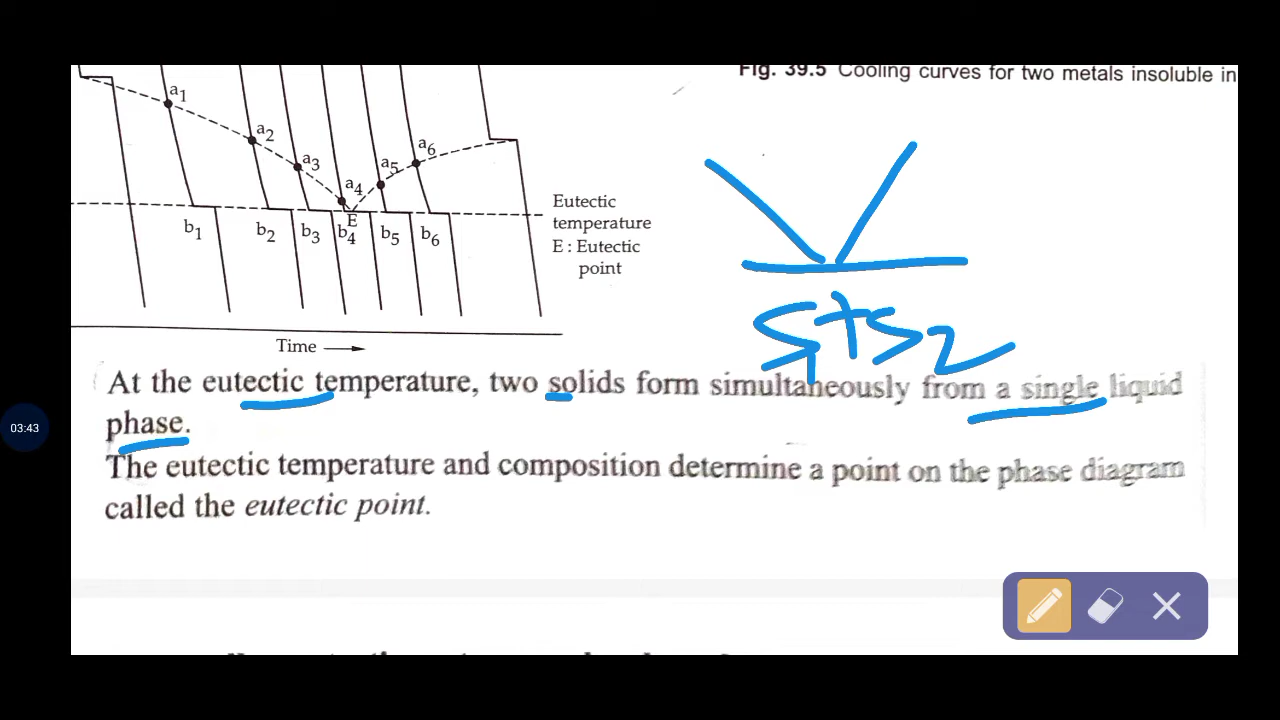 Fig. 39.5 Cooling curves for two metals insoluble in
a1
a2
a3
a4
a5
a6
E
b1
b2
b3
b4
b5
b6
Eutectic
temperature
E : Eutectic
point
S1+S2
Time
At the eutectic temperature, two solids form simultaneously from a single liquid
phase.
The eutectic temperature and composition determine a point on the phase diagram
called the eutectic point.
03:43